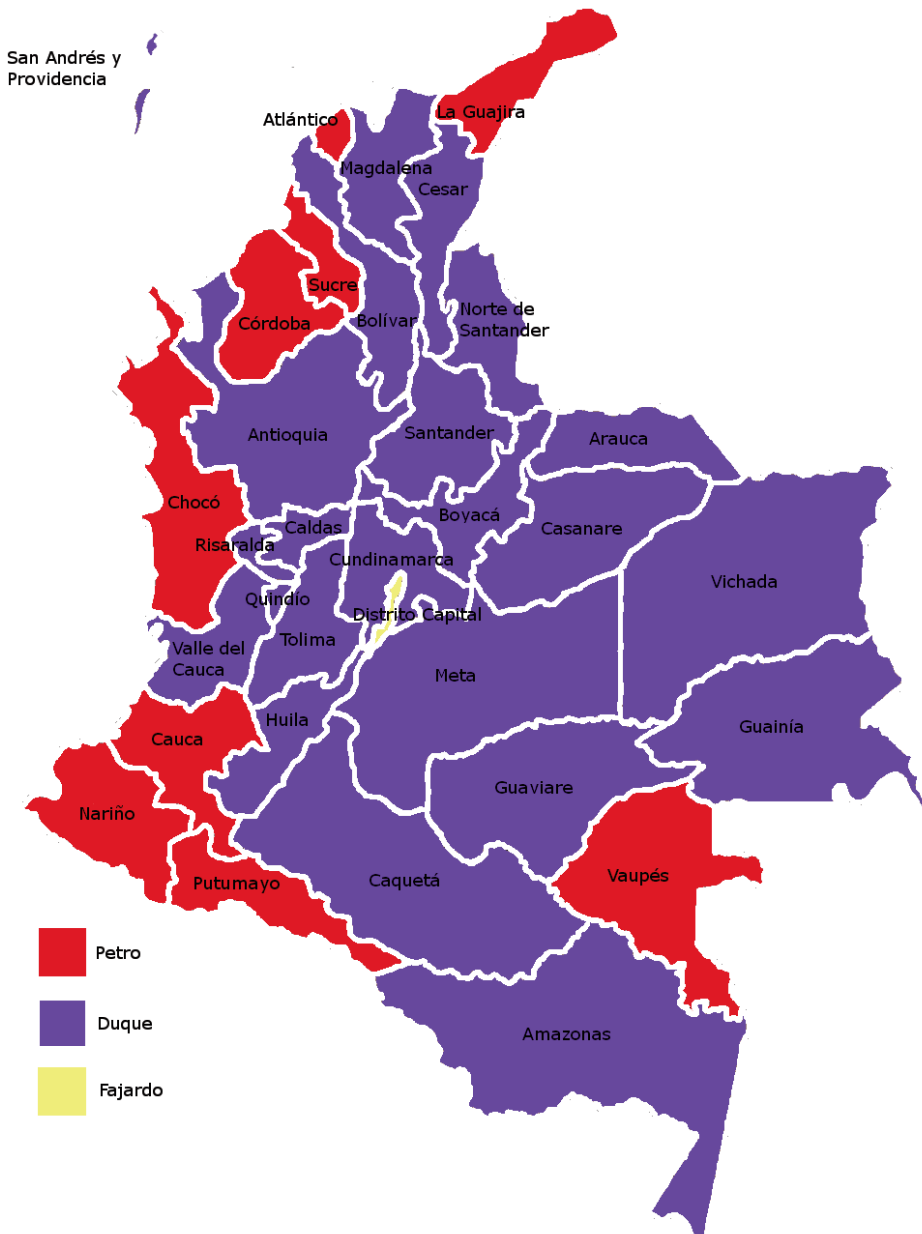 San Andrés y
Providencia
Atlántico
La Guajira
Magdalena
Cesar
Sucre
Bolívar
Norte de
Santander
Córdoba
Antioquia
Santander
Arauca
Chocó
Boyacá
Casanare
Caldas
Risaralda
Cundinamarca
Vichada
Quindío
Distrito Capital
Tolima
Valle del
Cauca
Meta
Huila
Guainía
Cauca
Guaviare
Nariño
Vaupés
Putumayo
Caquetá
Petro
Duque
Amazonas
Fajardo